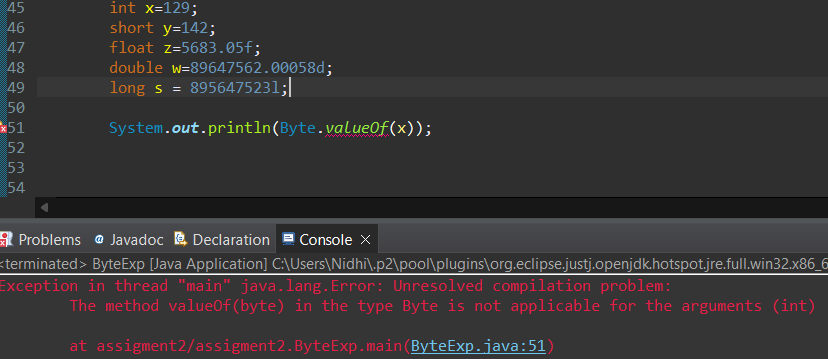 45 int x=129;
46 short y=142;
47 float z=5683.05f;
48 double w=89647562.00058d;
49 long s = 895647523l;
50
51 System.out.println(Byte.valueOf(x));
52
53
54
Problems @ Javadoc Declaration Console
<terminated> ByteExp [Java Application] C:\Users\Nidhi\.p2\pool\plugins\org.eclipse.justj.openjdk.hotspot.jre.full.win32.x86_6
Exception in thread "main" java.lang.Error: Unresolved compilation problem:
The method valueOf(byte) in the type Byte is not applicable for the arguments (int)
at assigment2/assigment2.ByteExp.main(ByteExp.java:51)